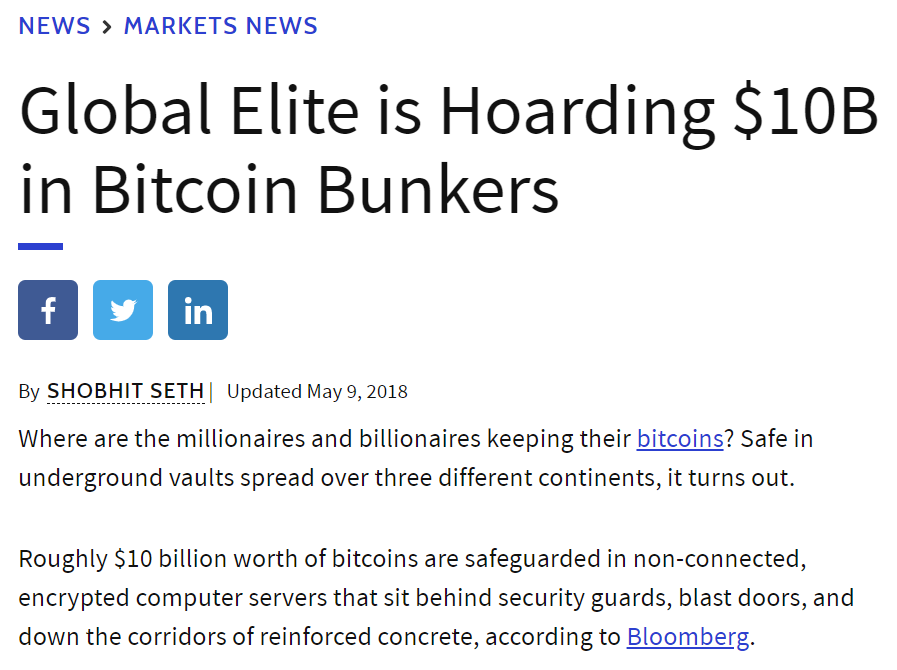 NEWS > MARKETS NEWS
Global Elite is Hoarding $10B
in Bitcoin Bunkers
f in
By SHOBHIT SETH | Updated May 9, 2018
Where are the millionaires and billionaires keeping their bitcoins? Safe in
underground vaults spread over three different continents, it turns out.
Roughly $10 billion worth of bitcoins are safeguarded in non-connected,
encrypted computer servers that sit behind security guards, blast doors, and
down the corridors of reinforced concrete, according to Bloomberg.